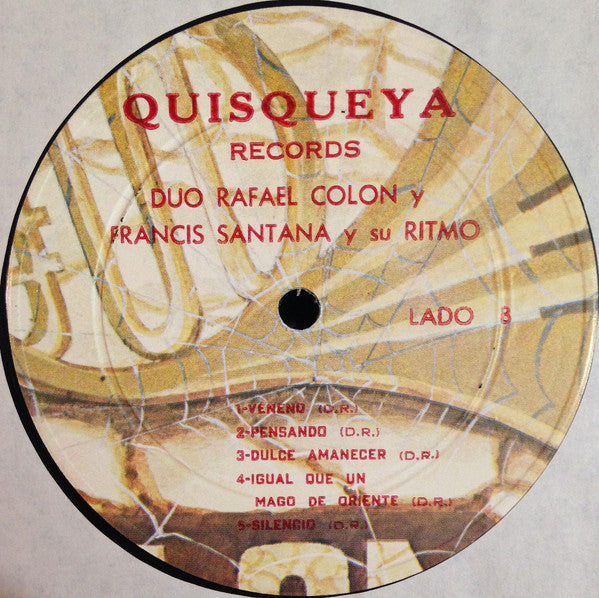 QUISQUEYA
RECORDS
DUO RAFAEL COLON y
FRANCIS SANTANA y su RITMO
LADO B
1-VENENO (D.R.)
2-PENSANDO (D.R.)
3-DULCE AMANECER (D.R.)
4-IGUAL QUE UN
MAGO DE ORIENTE (D.R.)
5-SILENCIO (D.R.)